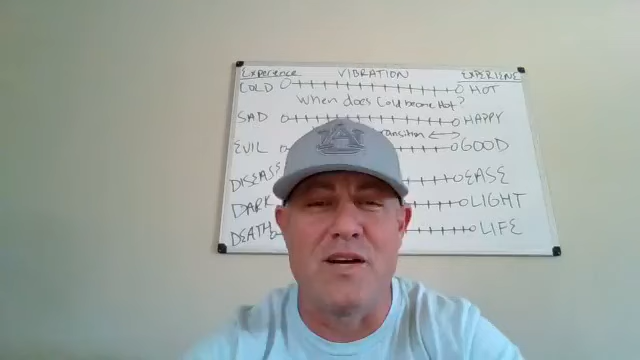 Experience VIBRATION EXPERIENE
COLD HOT
When does Cold become Hot?
SAD HAPPY
ransition
EVIL GOOD
DISEASE EASE
DARK LIGHT
DEATH LIFE